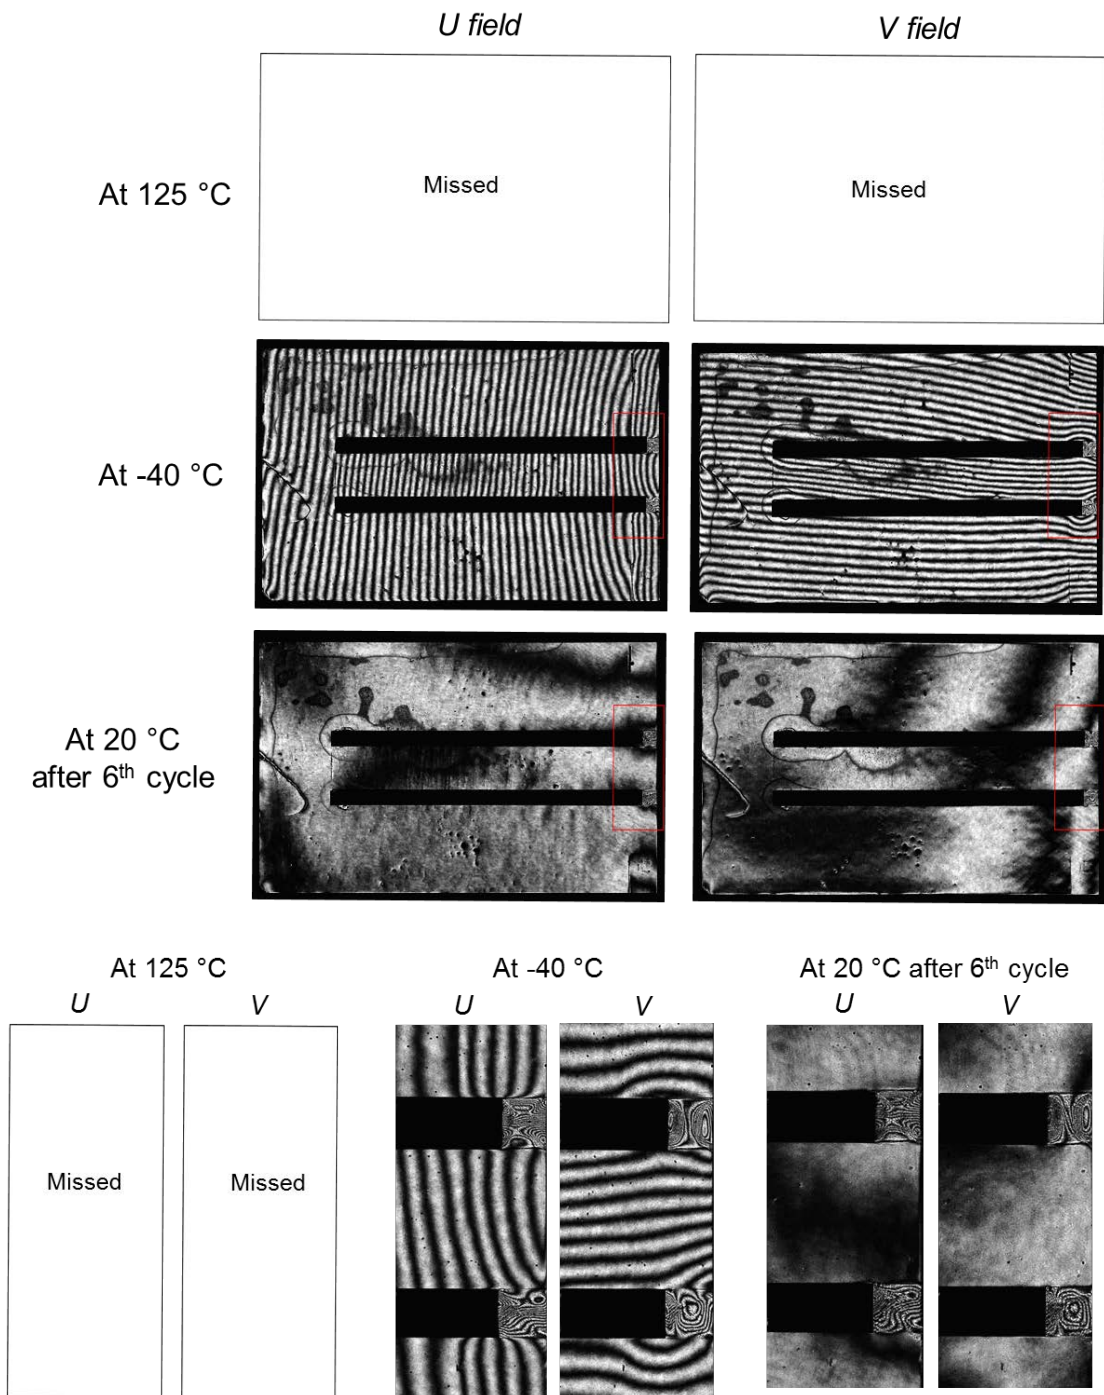 U field
V field
At 125 °C
Missed
Missed
At -40 °C
At 20 °C
after 6th cycle
At 125 °C
At -40 °C
At 20 °C after 6th cycle
U
V
U
V
U
V
Missed
Missed